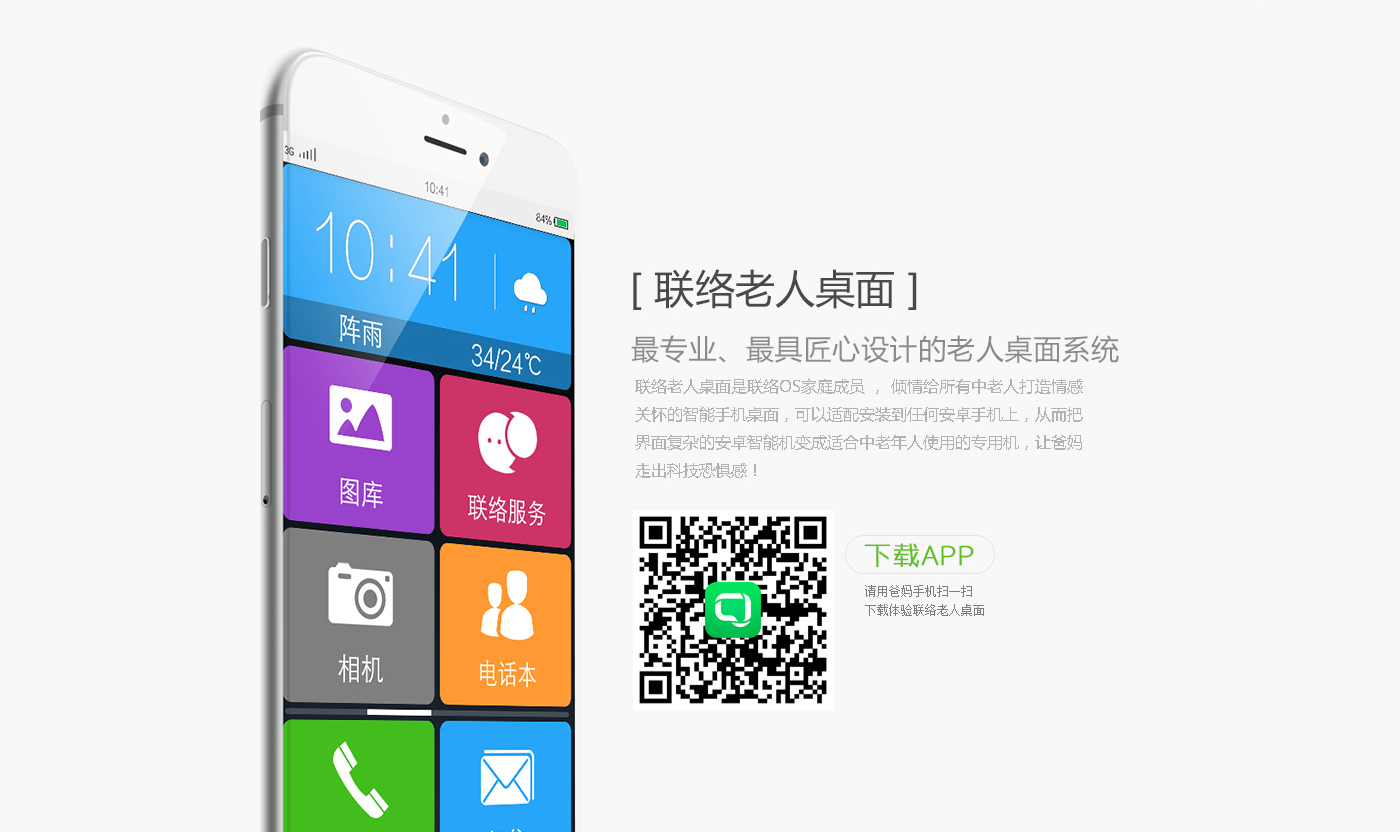 3G
10:41
84%
10:41
阵雨
34/24℃
图库
联络服务
相机
电话本
[ 联络老人桌面 ]
最专业、最具匠心设计的老人桌面系统
联络老人桌面是联络OS家庭成员 ， 倾情给所有中老人打造情感
关怀的智能手机桌面，可以适配安装到任何安卓手机上，从而把
界面复杂的安卓智能机变成适合中老年人使用的专用机，让爸妈
走出科技恐惧感！
下载APP
请用爸妈手机扫一扫
下载体验联络老人桌面